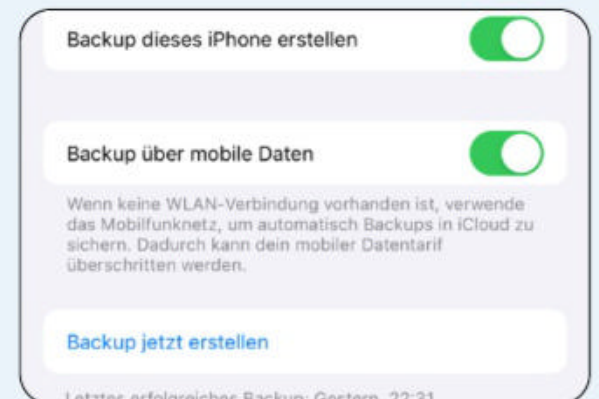 Backup dieses iPhone erstellen
Backup über mobile Daten
Wenn keine WLAN-Verbindung vorhanden ist, verwende
das Mobilfunknetz, um automatisch Backups in iCloud zu
sichern. Dadurch kann dein mobiler Datentarif
überschritten werden.
Backup jetzt erstellen
Letztes erfolgreiches Backup: Gestern, 22:31